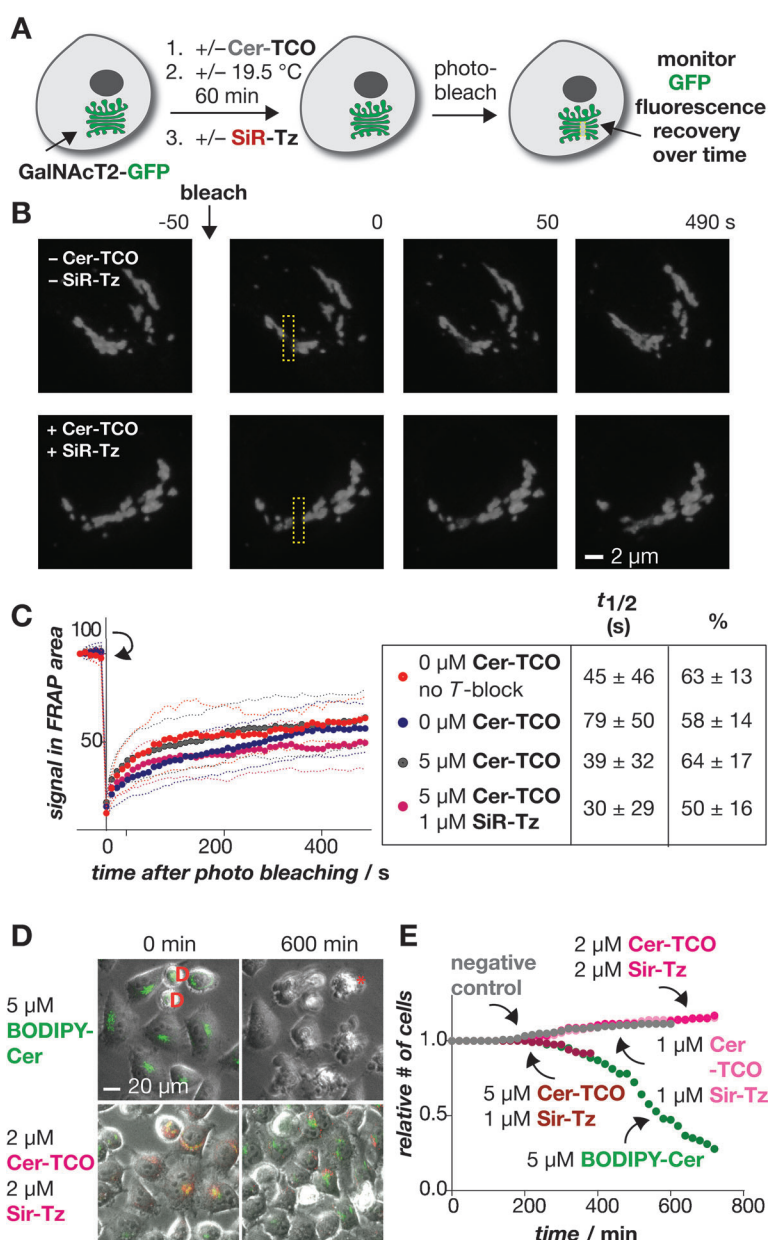 A
1. +/– Cer-TCO
2. +/– 19.5 °C
60 min
3. +/– SiR-Tz
GalNAcT2-GFP
photo-
bleach
monitor
GFP
fluorescence
recovery
over time
B
bleach
-50
0
50
490 s
– Cer-TCO
– SiR-Tz
+ Cer-TCO
+ SiR-Tz
2 µm
C
signal in FRAP area
100
50
0
200
400
time after photo bleaching / s
t1/2
(s)
%
0 µM Cer-TCO
no T-block
45 ± 46
63 ± 13
0 µM Cer-TCO
79 ± 50
58 ± 14
5 µM Cer-TCO
39 ± 32
64 ± 17
5 µM Cer-TCO
1 µM SiR-Tz
30 ± 29
50 ± 16
D
0 min
600 min
5 µM
BODIPY-
Cer
D
D
*
20 µm
2 µM
Cer-TCO
2 µM
Sir-Tz
E
relative # of cells
negative
control
2 µM Cer-TCO
2 µM Sir-Tz
1.0
0.5
0.0
1 µM Cer
-TCO
1 µM Sir-Tz
5 µM Cer-TCO
1 µM Sir-Tz
5 µM BODIPY-Cer
0
200
400
600
800
time / min